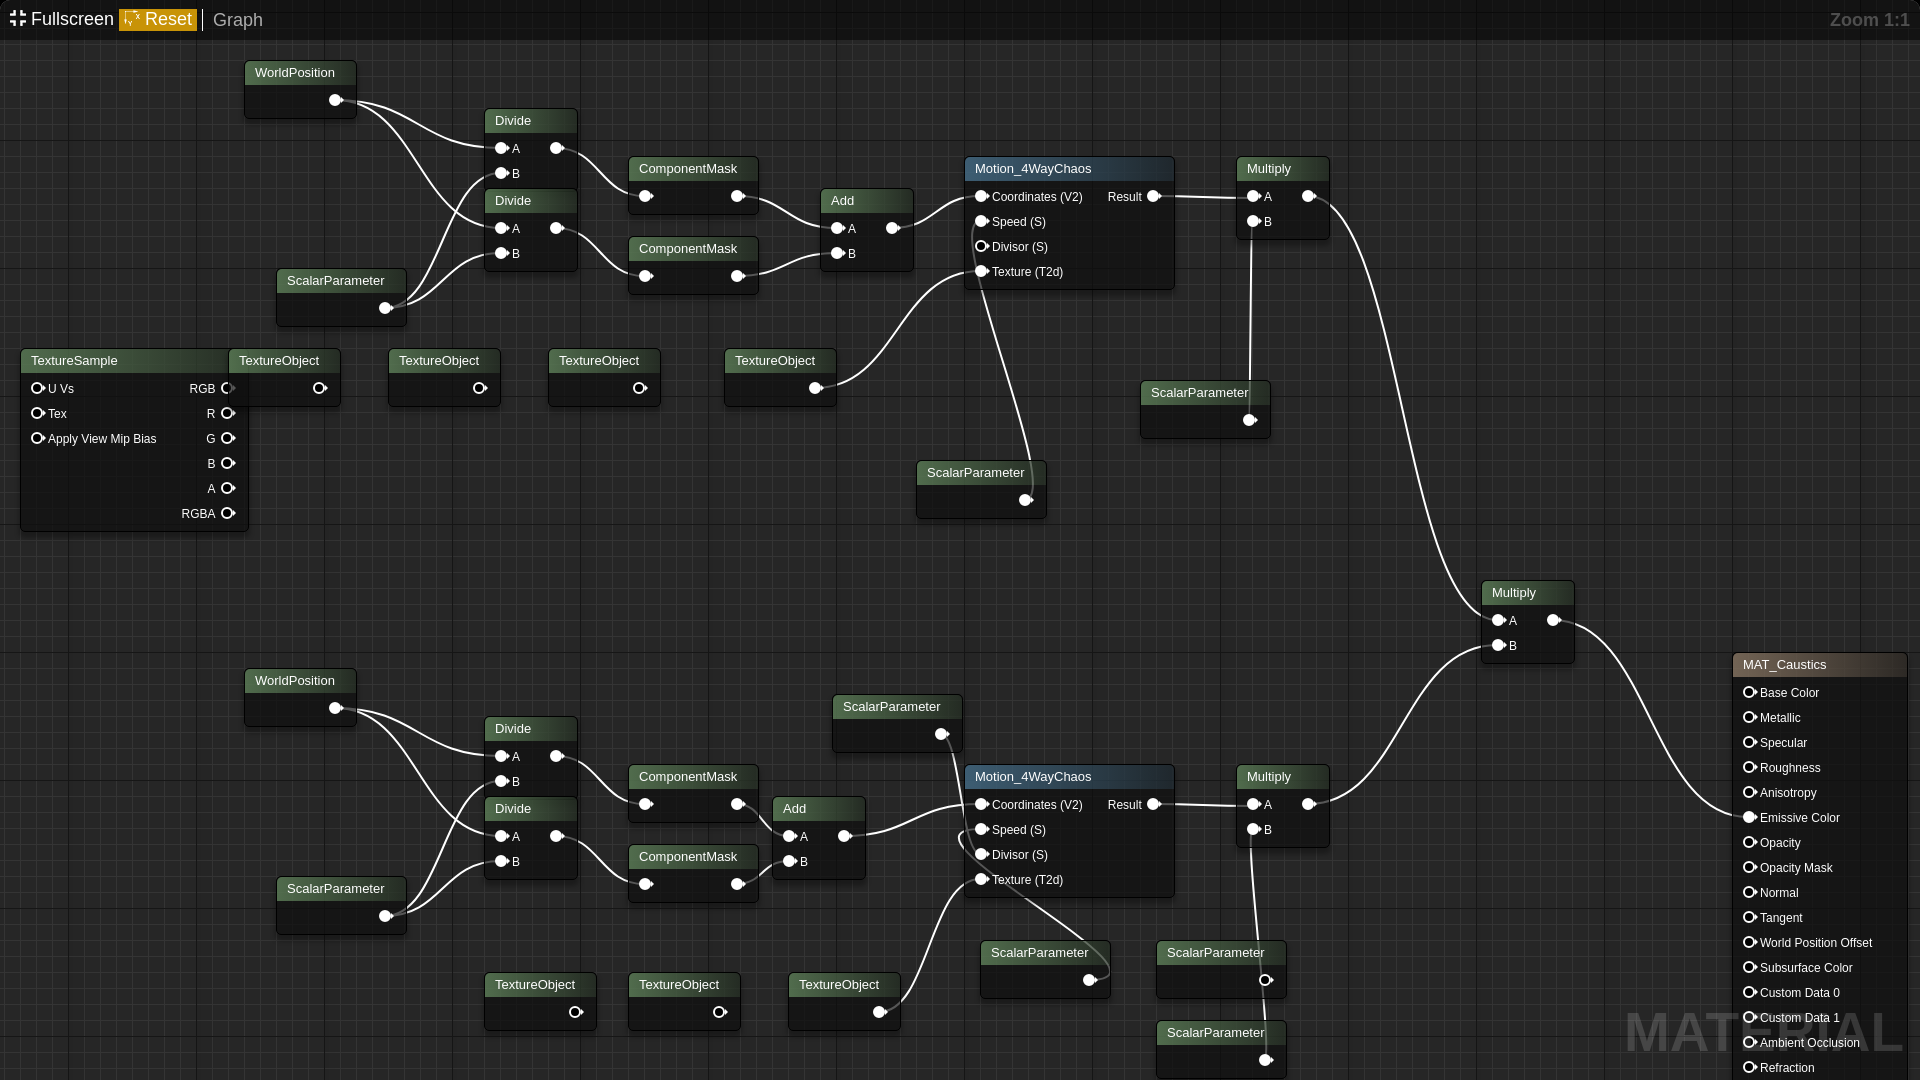 Fullscreen Reset Graph Zoom 1:1
WorldPosition
Divide
A
B
Divide
A
B
ScalarParameter
ComponentMask
ComponentMask
Add
A
B
Motion_4WayChaos
Coordinates (V2) Result
Speed (S)
Divisor (S)
Texture (T2d)
Multiply
A
B
TextureSample
U Vs RGB
Tex R
Apply View Mip Bias G
B
A
RGBA
TextureObject
TextureObject
TextureObject
TextureObject
ScalarParameter
ScalarParameter
Multiply
A
B
WorldPosition
Divide
A
B
Divide
A
B
ScalarParameter
ComponentMask
ComponentMask
Add
A
B
ScalarParameter
Motion_4WayChaos
Coordinates (V2) Result
Speed (S)
Divisor (S)
Texture (T2d)
Multiply
A
B
TextureObject
TextureObject
TextureObject
ScalarParameter
ScalarParameter
ScalarParameter
MAT_Caustics
Base Color
Metallic
Specular
Roughness
Anisotropy
Emissive Color
Opacity
Opacity Mask
Normal
Tangent
World Position Offset
Subsurface Color
Custom Data 0
Custom Data 1
Ambient Occlusion
Refraction
MATERIAL